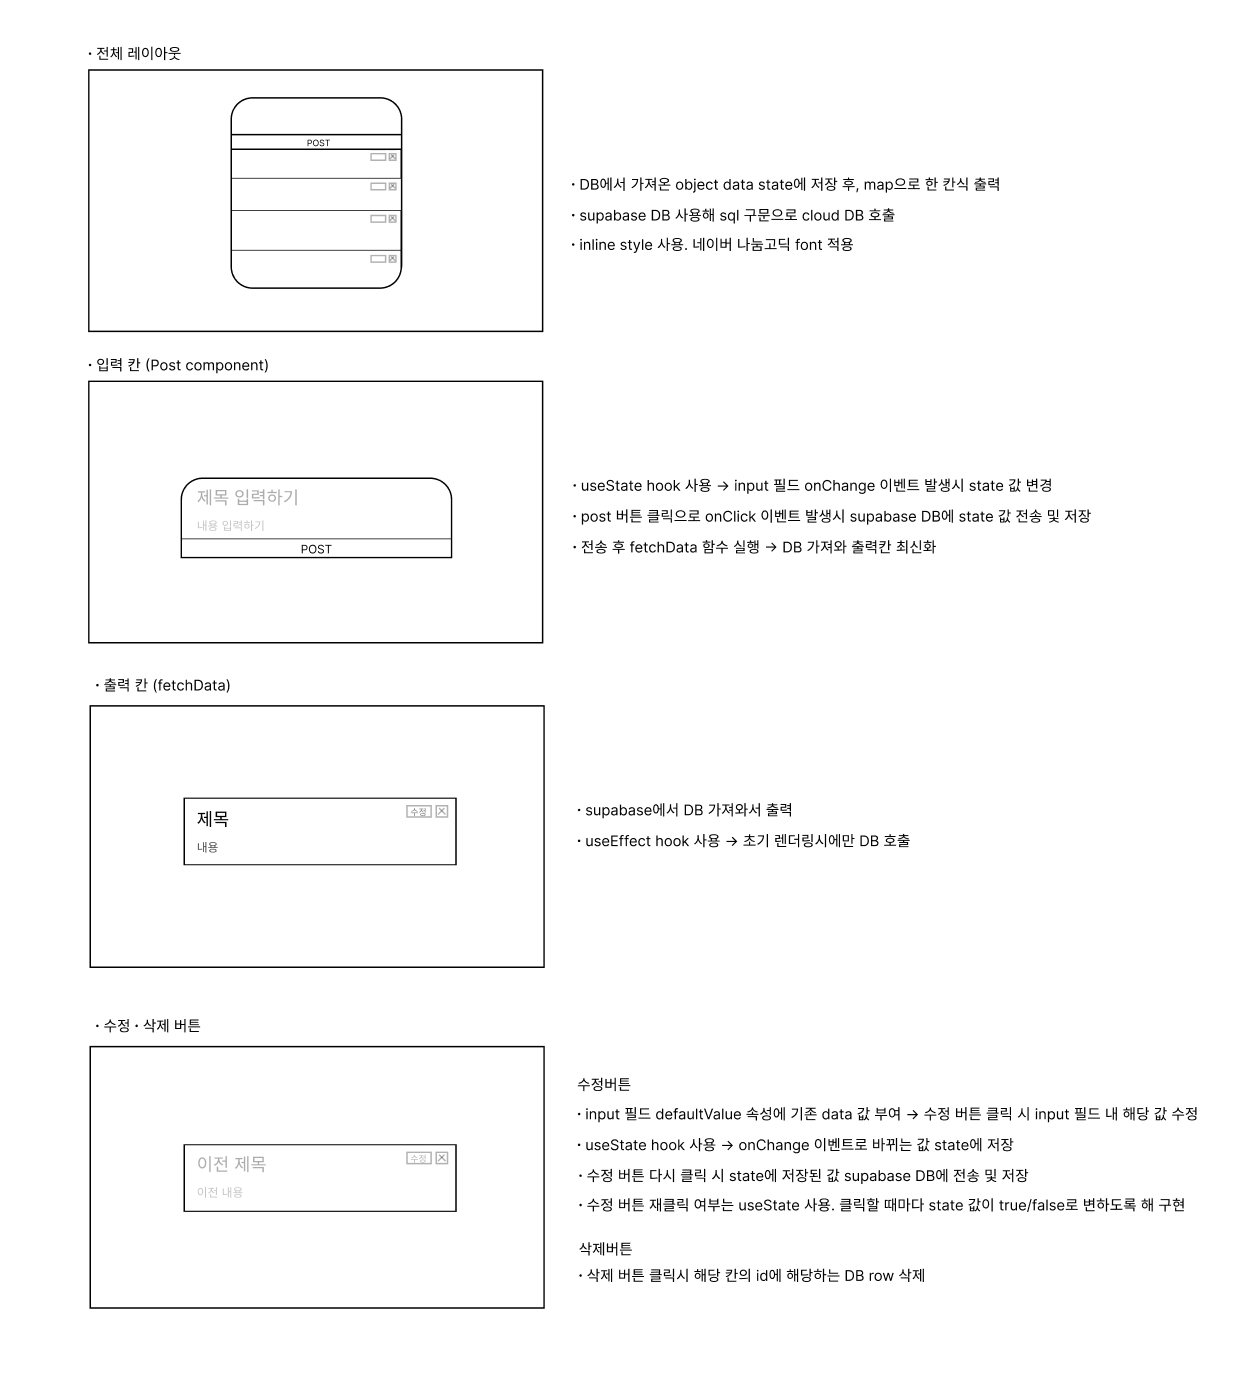 · 전체 레이아웃
POST
· DB에서 가져온 object data state에 저장 후, map으로 한 칸식 출력
· supabase DB 사용해 sql 구문으로 cloud DB 호출
· inline style 사용. 네이버 나눔고딕 font 적용
· 입력 칸 (Post component)
제목 입력하기
내용 입력하기
POST
· useState hook 사용 → input 필드 onChange 이벤트 발생시 state 값 변경
· post 버튼 클릭으로 onClick 이벤트 발생시 supabase DB에 state 값 전송 및 저장
· 전송 후 fetchData 함수 실행 → DB 가져와 출력칸 최신화
· 출력 칸 (fetchData)
제목
수정
내용
· supabase에서 DB 가져와서 출력
· useEffect hook 사용 → 초기 렌더링시에만 DB 호출
· 수정 · 삭제 버튼
이전 제목
수정
이전 내용
수정버튼
· input 필드 defaultValue 속성에 기존 data 값 부여 → 수정 버튼 클릭 시 input 필드 내 해당 값 수정
· useState hook 사용 → onChange 이벤트로 바뀌는 값 state에 저장
· 수정 버튼 다시 클릭 시 state에 저장된 값 supabase DB에 전송 및 저장
· 수정 버튼 재클릭 여부는 useState 사용. 클릭할 때마다 state 값이 true/false로 변하도록 해 구현
삭제버튼
· 삭제 버튼 클릭시 해당 칸의 id에 해당하는 DB row 삭제